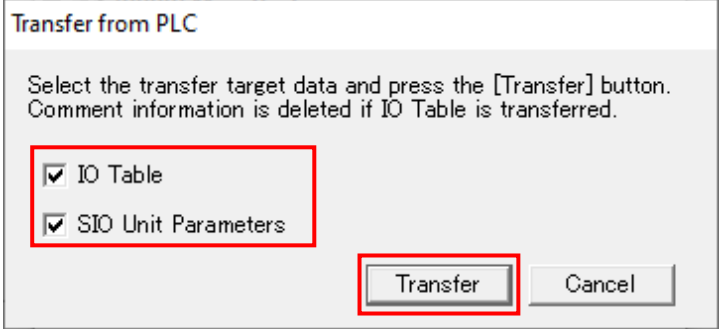 Transfer from PLC
Select the transfer target data and press the [Transfer] button.
Comment information is deleted if IO Table is transferred.
IO Table
SIO Unit Parameters
Transfer
Cancel